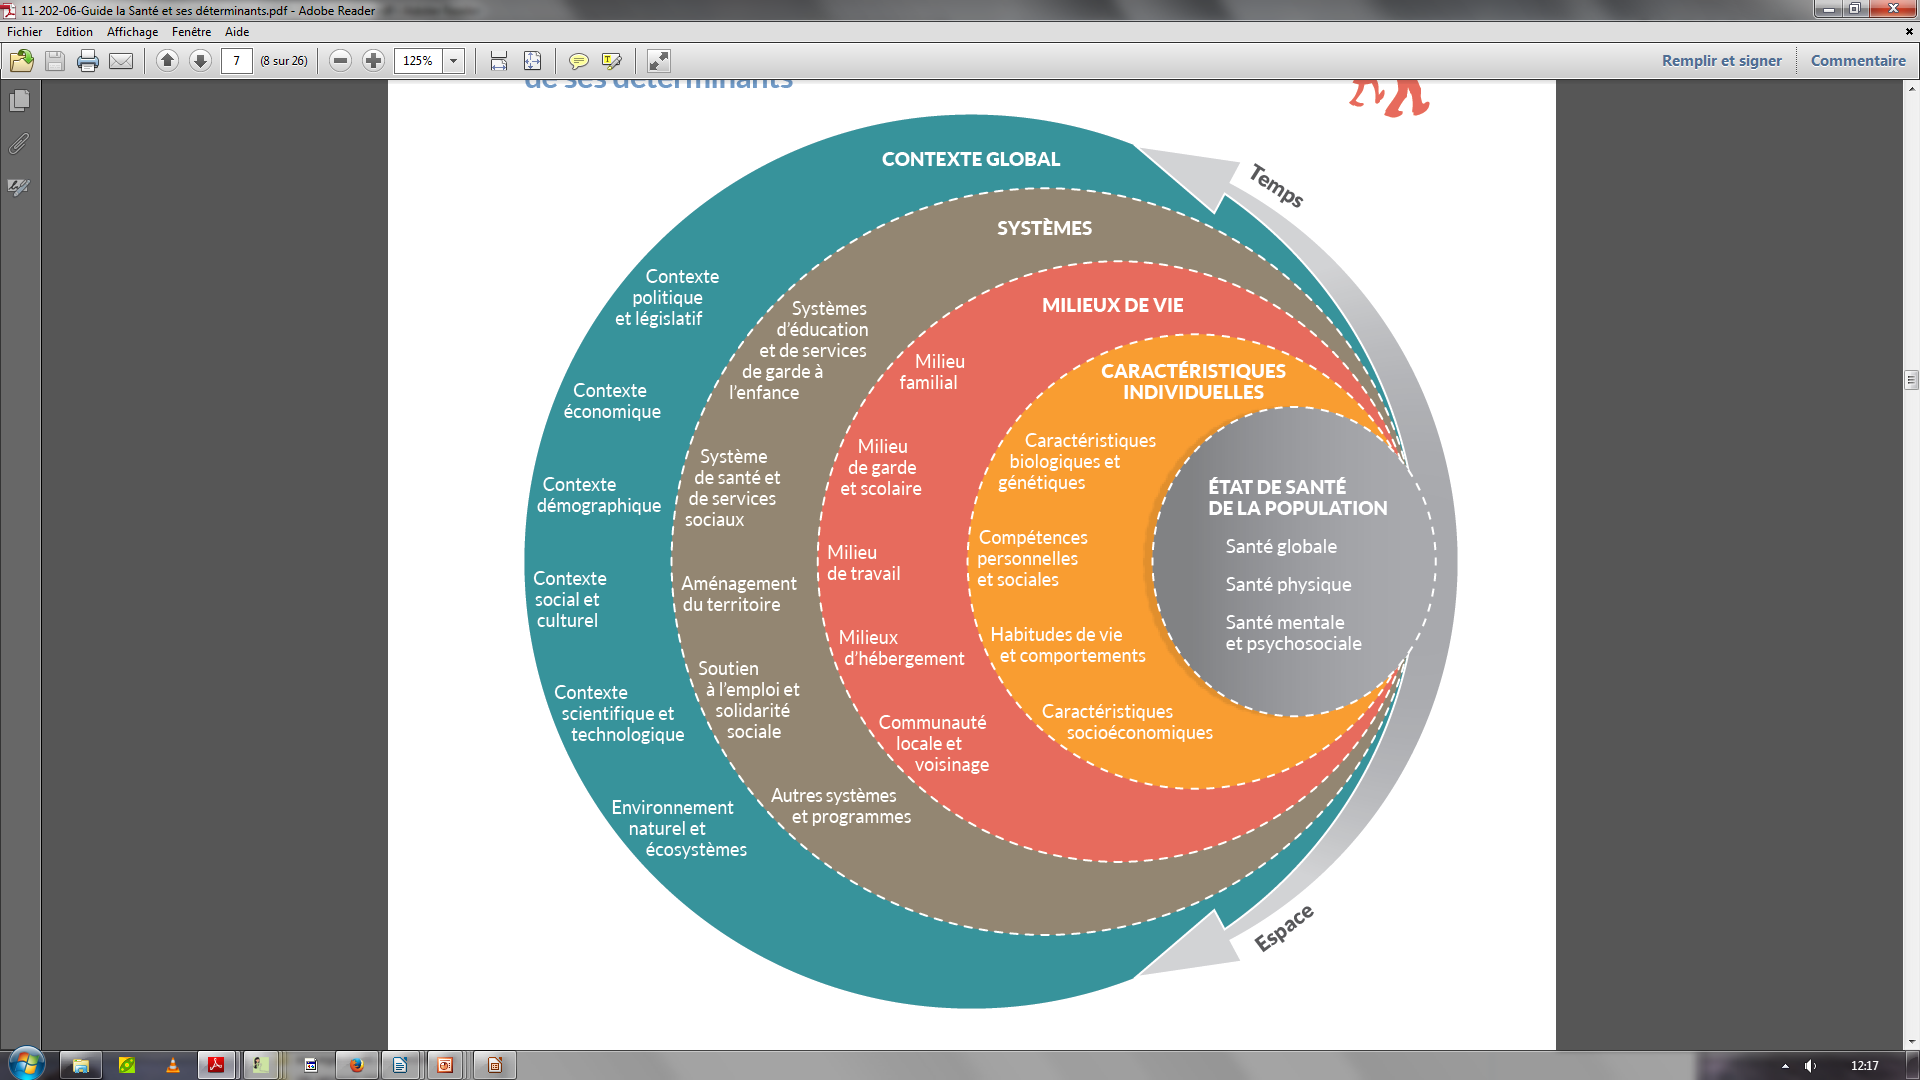 11-202-06-Guide la Santé et ses déterminants.pdf - Adobe Reader
Fichier Edition Affichage Fenêtre Aide
7 (8 sur 26) 125% Remplir et signer Commentaire
de ses déterminants
CONTEXTE GLOBAL
Contexte
politique
et législatif
Contexte
économique
Contexte
démographique
Contexte
social et
culturel
Contexte
scientifique et
technologique
Environnement
naturel et
écosystèmes
SYSTÈMES
Systèmes
d'éducation
et de services
de garde à
l'enfance
Système
de santé et
de services
sociaux
Aménagement
du territoire
Soutien
à l'emploi et
solidarité
sociale
Autres systèmes
et programmes
MILIEUX DE VIE
Milieu
familial
Milieu
de garde
et scolaire
Milieu
de travail
Milieux
d'hébergement
Communauté
locale et
voisinage
CARACTÉRISTIQUES
INDIVIDUELLES
Caractéristiques
biologiques et
génétiques
Compétences
personnelles
et sociales
Habitudes de vie
et comportements
Caractéristiques
socioéconomiques
ÉTAT DE SANTÉ
DE LA POPULATION
Santé globale
Santé physique
Santé mentale
et psychosociale
Temps
Espace
12:17